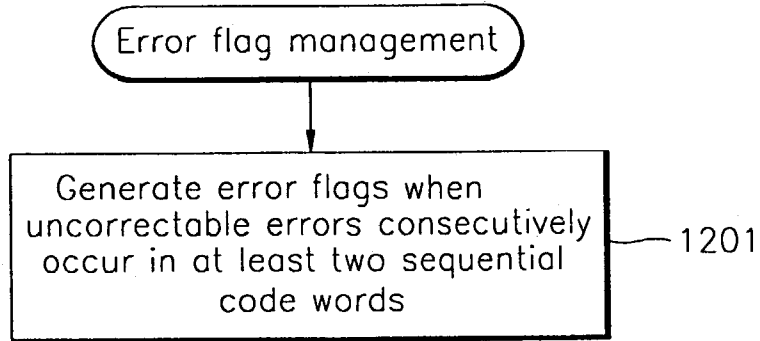 Error flag management
Generate error flags when
uncorrectable errors consecutively
occur in at least two sequential
code words
1201